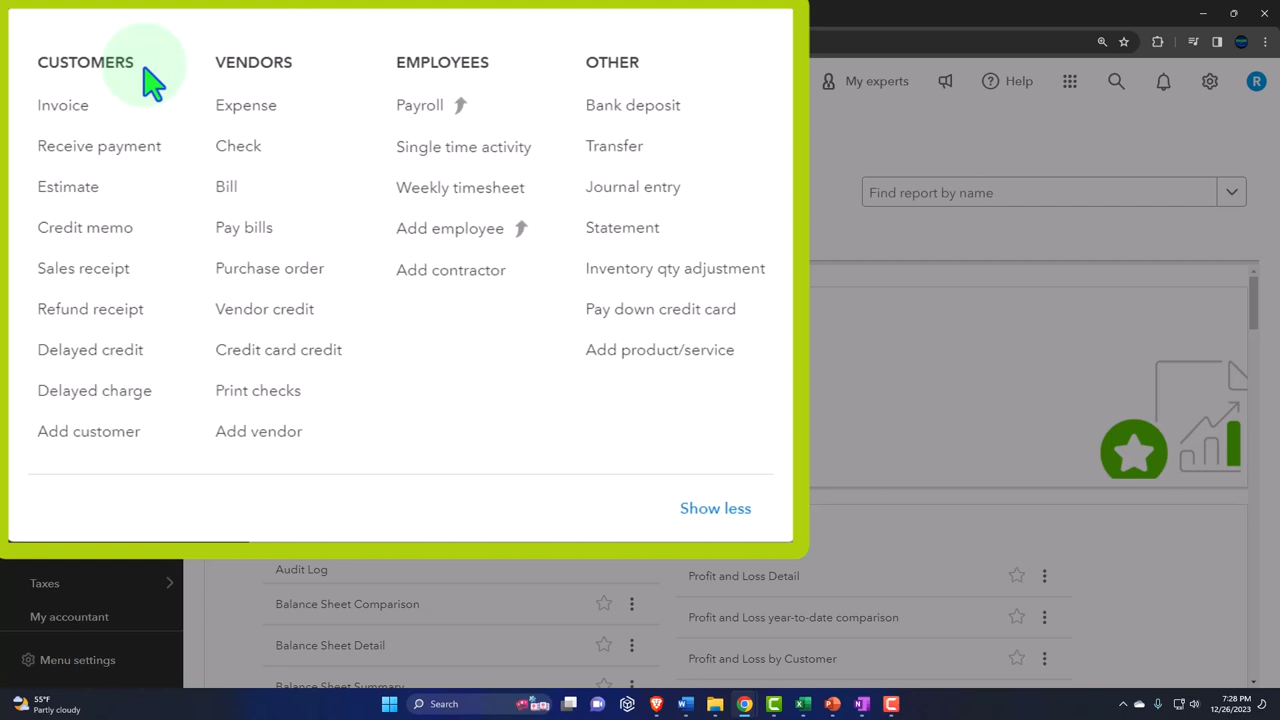 My experts
Help
R
Find report by name
CUSTOMERS
Invoice
Receive payment
Estimate
Credit memo
Sales receipt
Refund receipt
Delayed credit
Delayed charge
Add customer
VENDORS
Expense
Check
Bill
Pay bills
Purchase order
Vendor credit
Credit card credit
Print checks
Add vendor
EMPLOYEES
Payroll
Single time activity
Weekly timesheet
Add employee
Add contractor
OTHER
Bank deposit
Transfer
Journal entry
Statement
Inventory qty adjustment
Pay down credit card
Add product/service
Show less
Taxes
My accountant
Menu settings
Audit Log
Balance Sheet Comparison
Balance Sheet Detail
Balance Sheet Summary
Profit and Loss Detail
Profit and Loss year-to-date comparison
Profit and Loss by Customer
55°F
Partly cloudy
Search
7:28 PM
12/26/2023